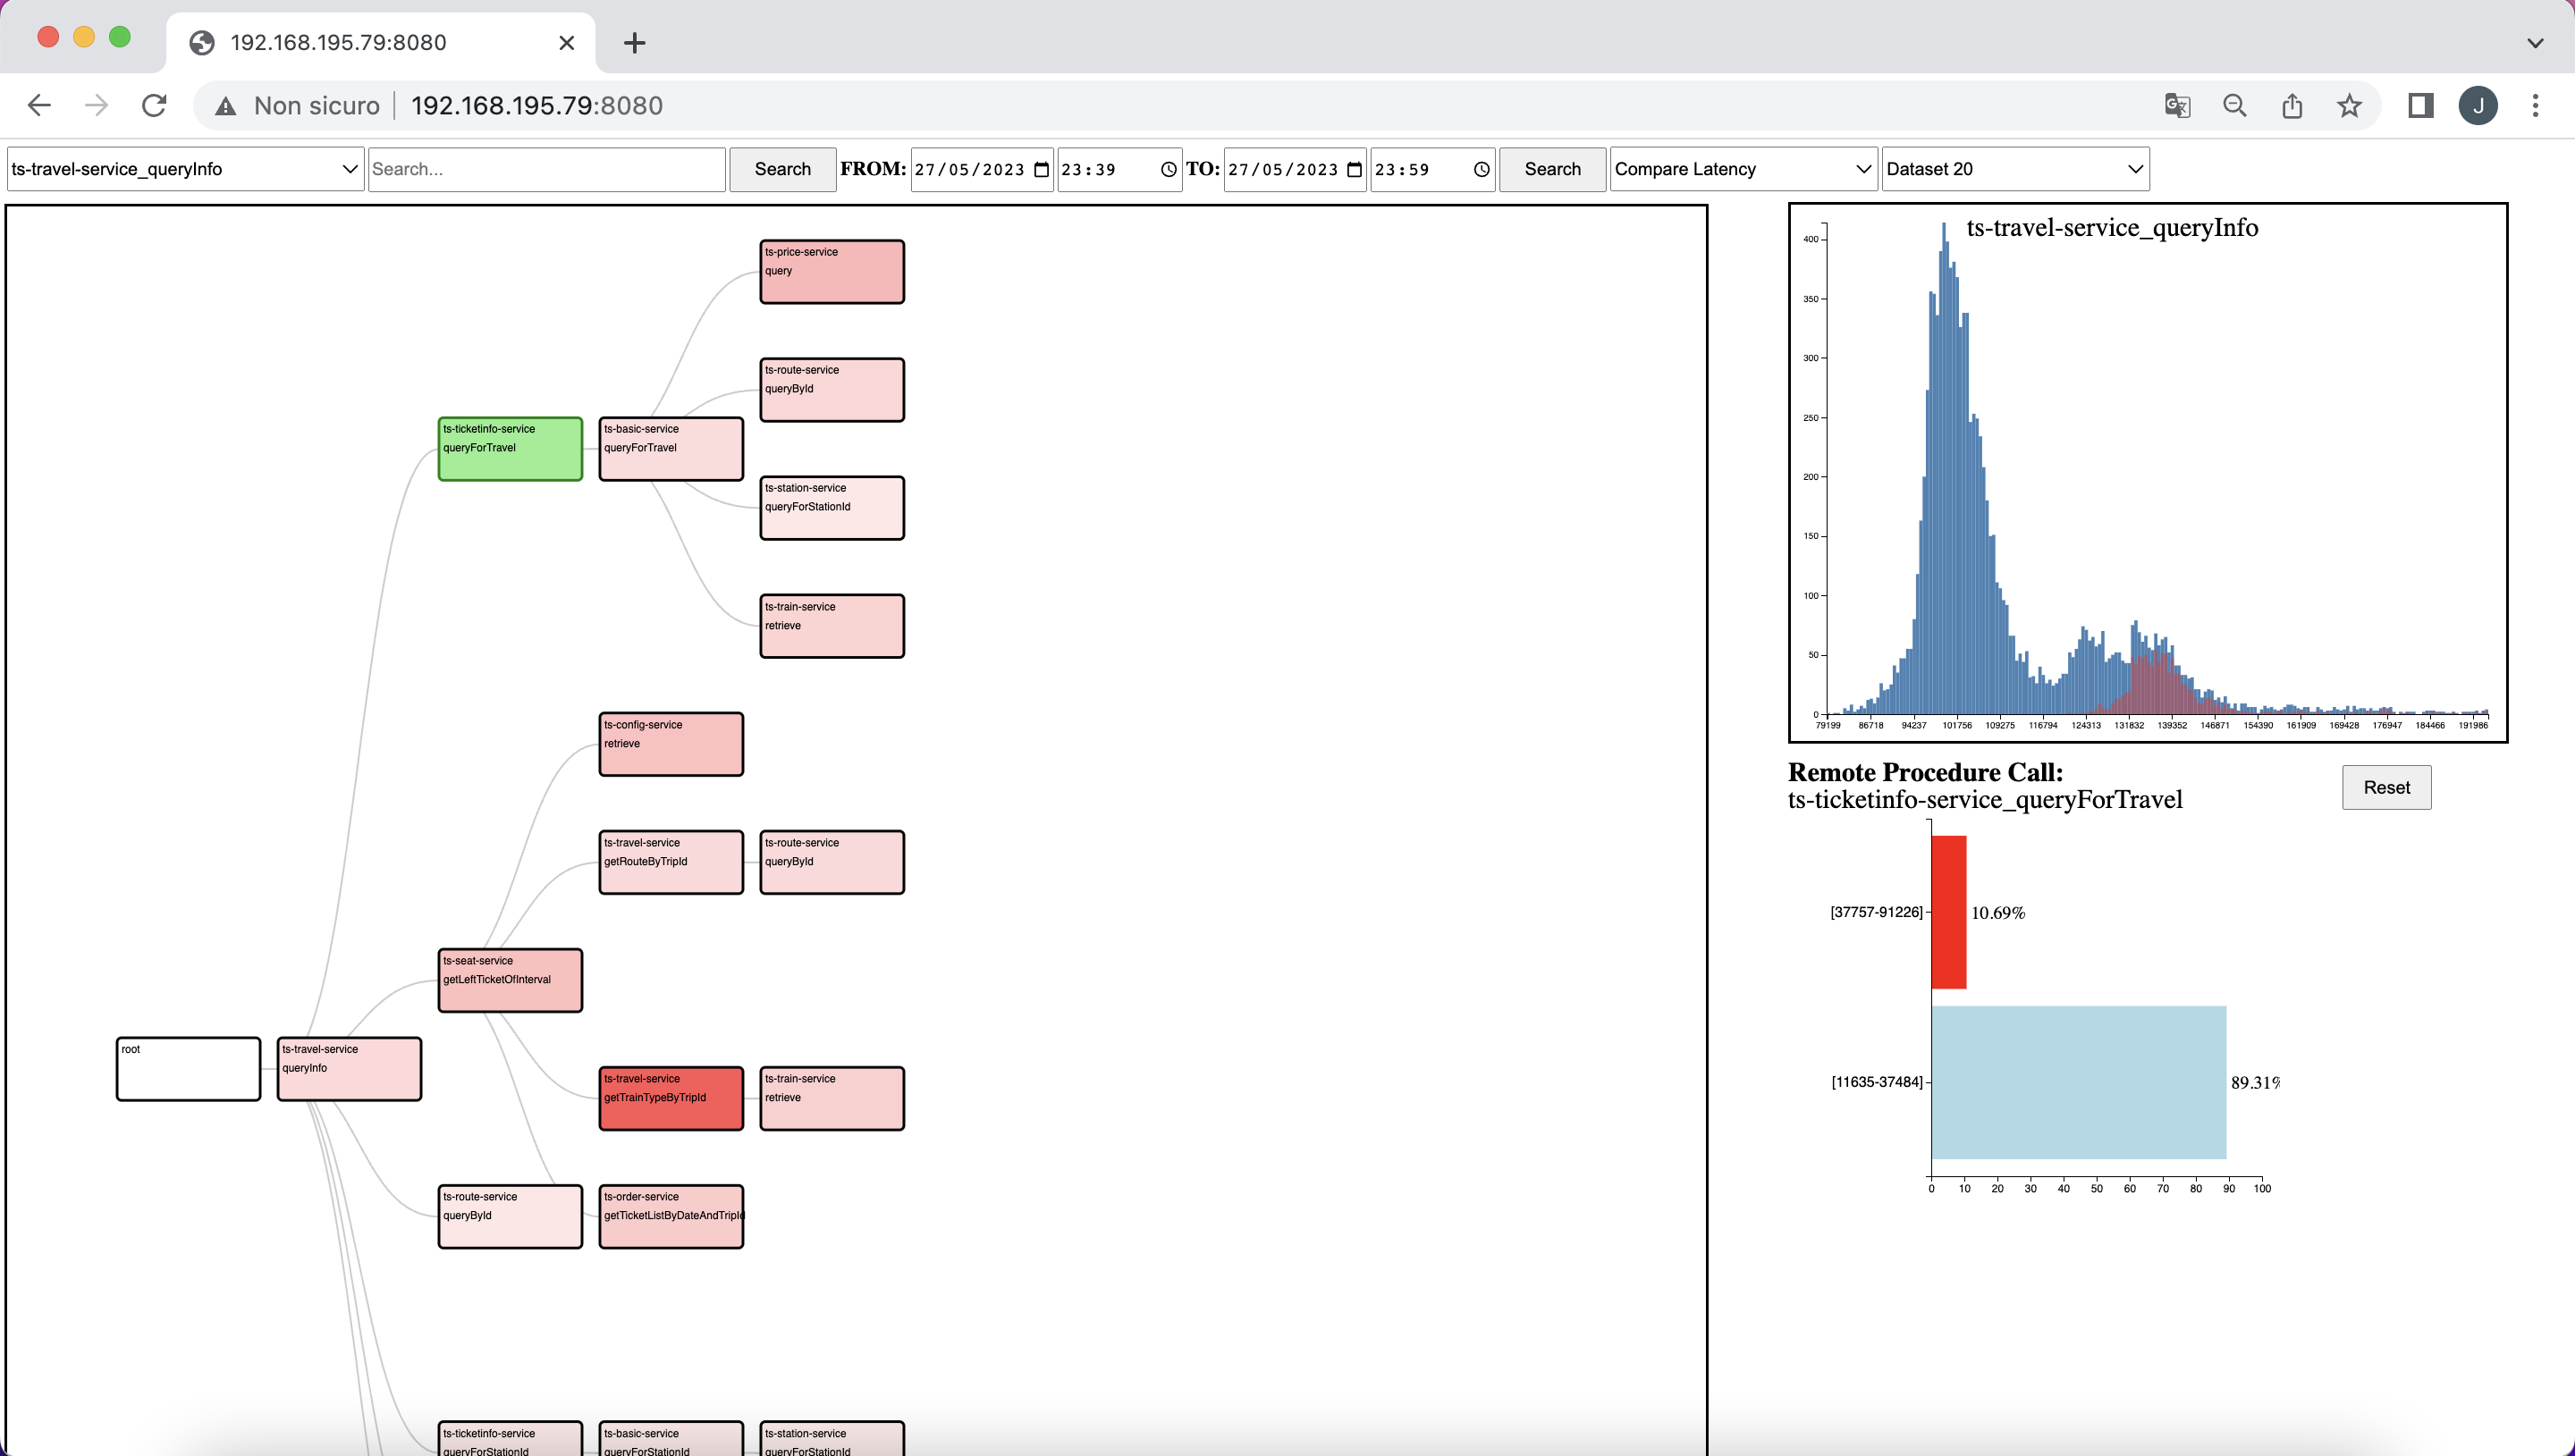 192.168.195.79:8080
Non sicuro 192.168.195.79:8080
J
ts-travel-service_queryInfo Search... Search FROM: 27/05/2023 23:39 TO: 27/05/2023 23:59 Search Compare Latency Dataset 20
ts-price-service
query
ts-route-service
queryById
ts-ticketinfo-service
queryForTravel
ts-basic-service
queryForTravel
ts-station-service
queryForStationId
ts-train-service
retrieve
ts-config-service
retrieve
ts-travel-service
getRouteByTripId
ts-route-service
queryById
ts-seat-service
getLeftTicketOfInterval
root
ts-travel-service
queryInfo
ts-travel-service
getTrainTypeByTripId
ts-train-service
retrieve
ts-route-service
queryById
ts-order-service
getTicketListByDateAndTripId
ts-ticketinfo-service
queryForStationId
ts-basic-service
queryForStationId
ts-station-service
queryForStationId
ts-travel-service_queryInfo
400
350
300
250
200
150
100
50
0
79199 86718 94237 101756 109275 116794 124313 131832 139352 146871 154390 161909 169428 176947 184466 191986
Remote Procedure Call:
ts-ticketinfo-service_queryForTravel
Reset
[37757-91226] 10.69%
[11635-37484] 89.31%
0 10 20 30 40 50 60 70 80 90 100